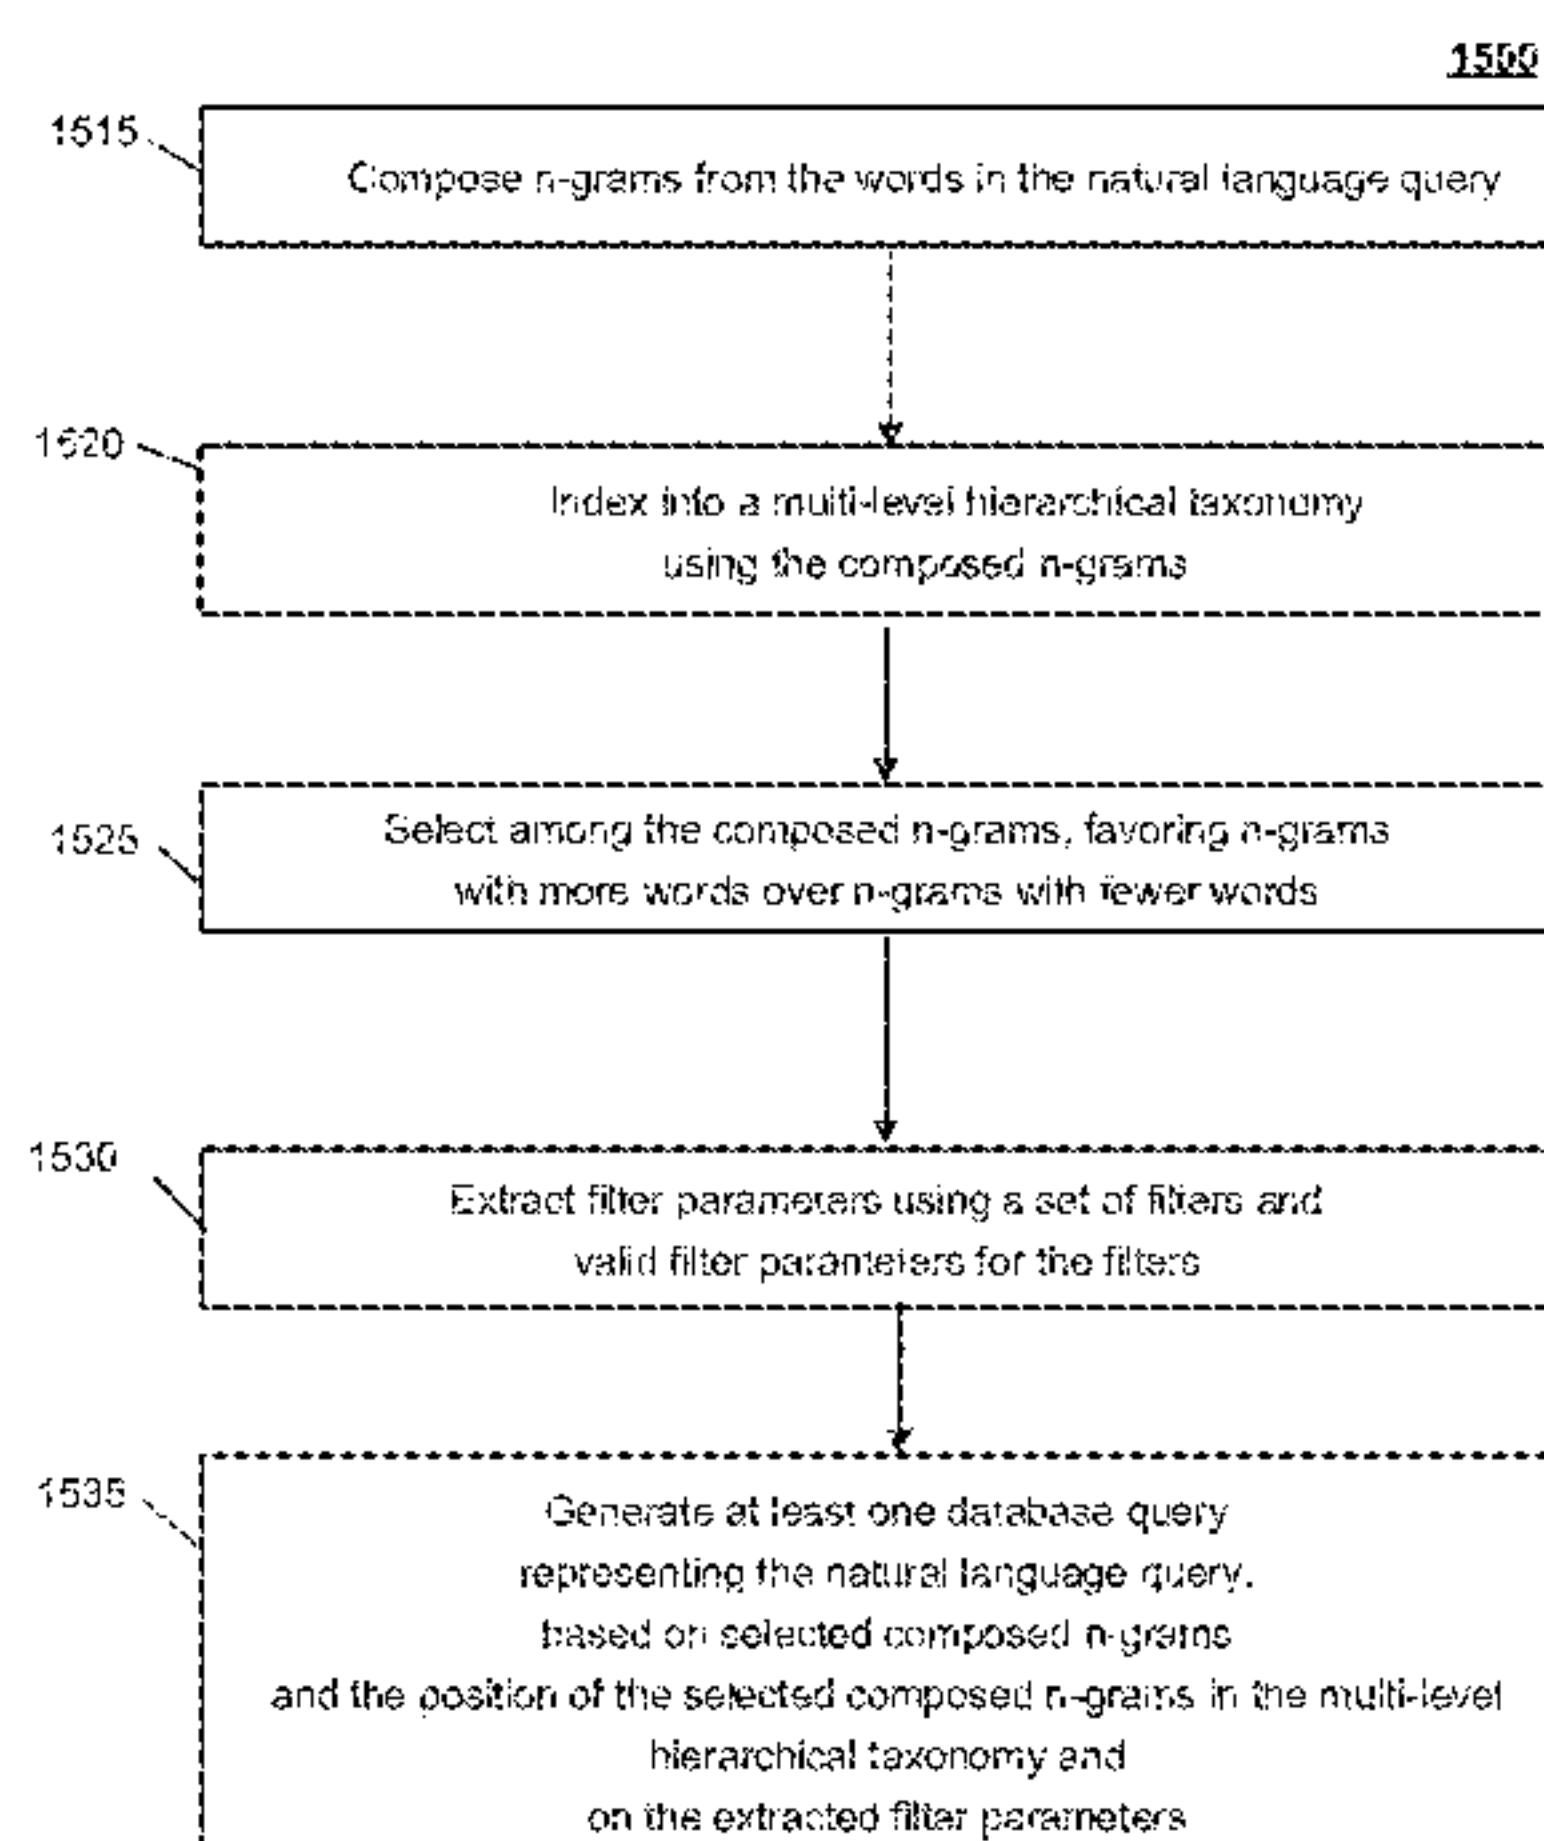 1500
1515
Compose n-grams from the words in the natural language query
1520
Index into a multi-level hierarchical taxonomy
using the composed n-grams
1525
Select among the composed n-grams, favoring n-grams
with more words over n-grams with fewer words
1530
Extract filter parameters using a set of filters and
valid filter parameters for the filters
1535
Generate at least one database query
representing the natural language query,
based on selected composed n-grams
and the position of the selected composed n-grams in the multi-level
hierarchical taxonomy and
on the extracted filter parameters